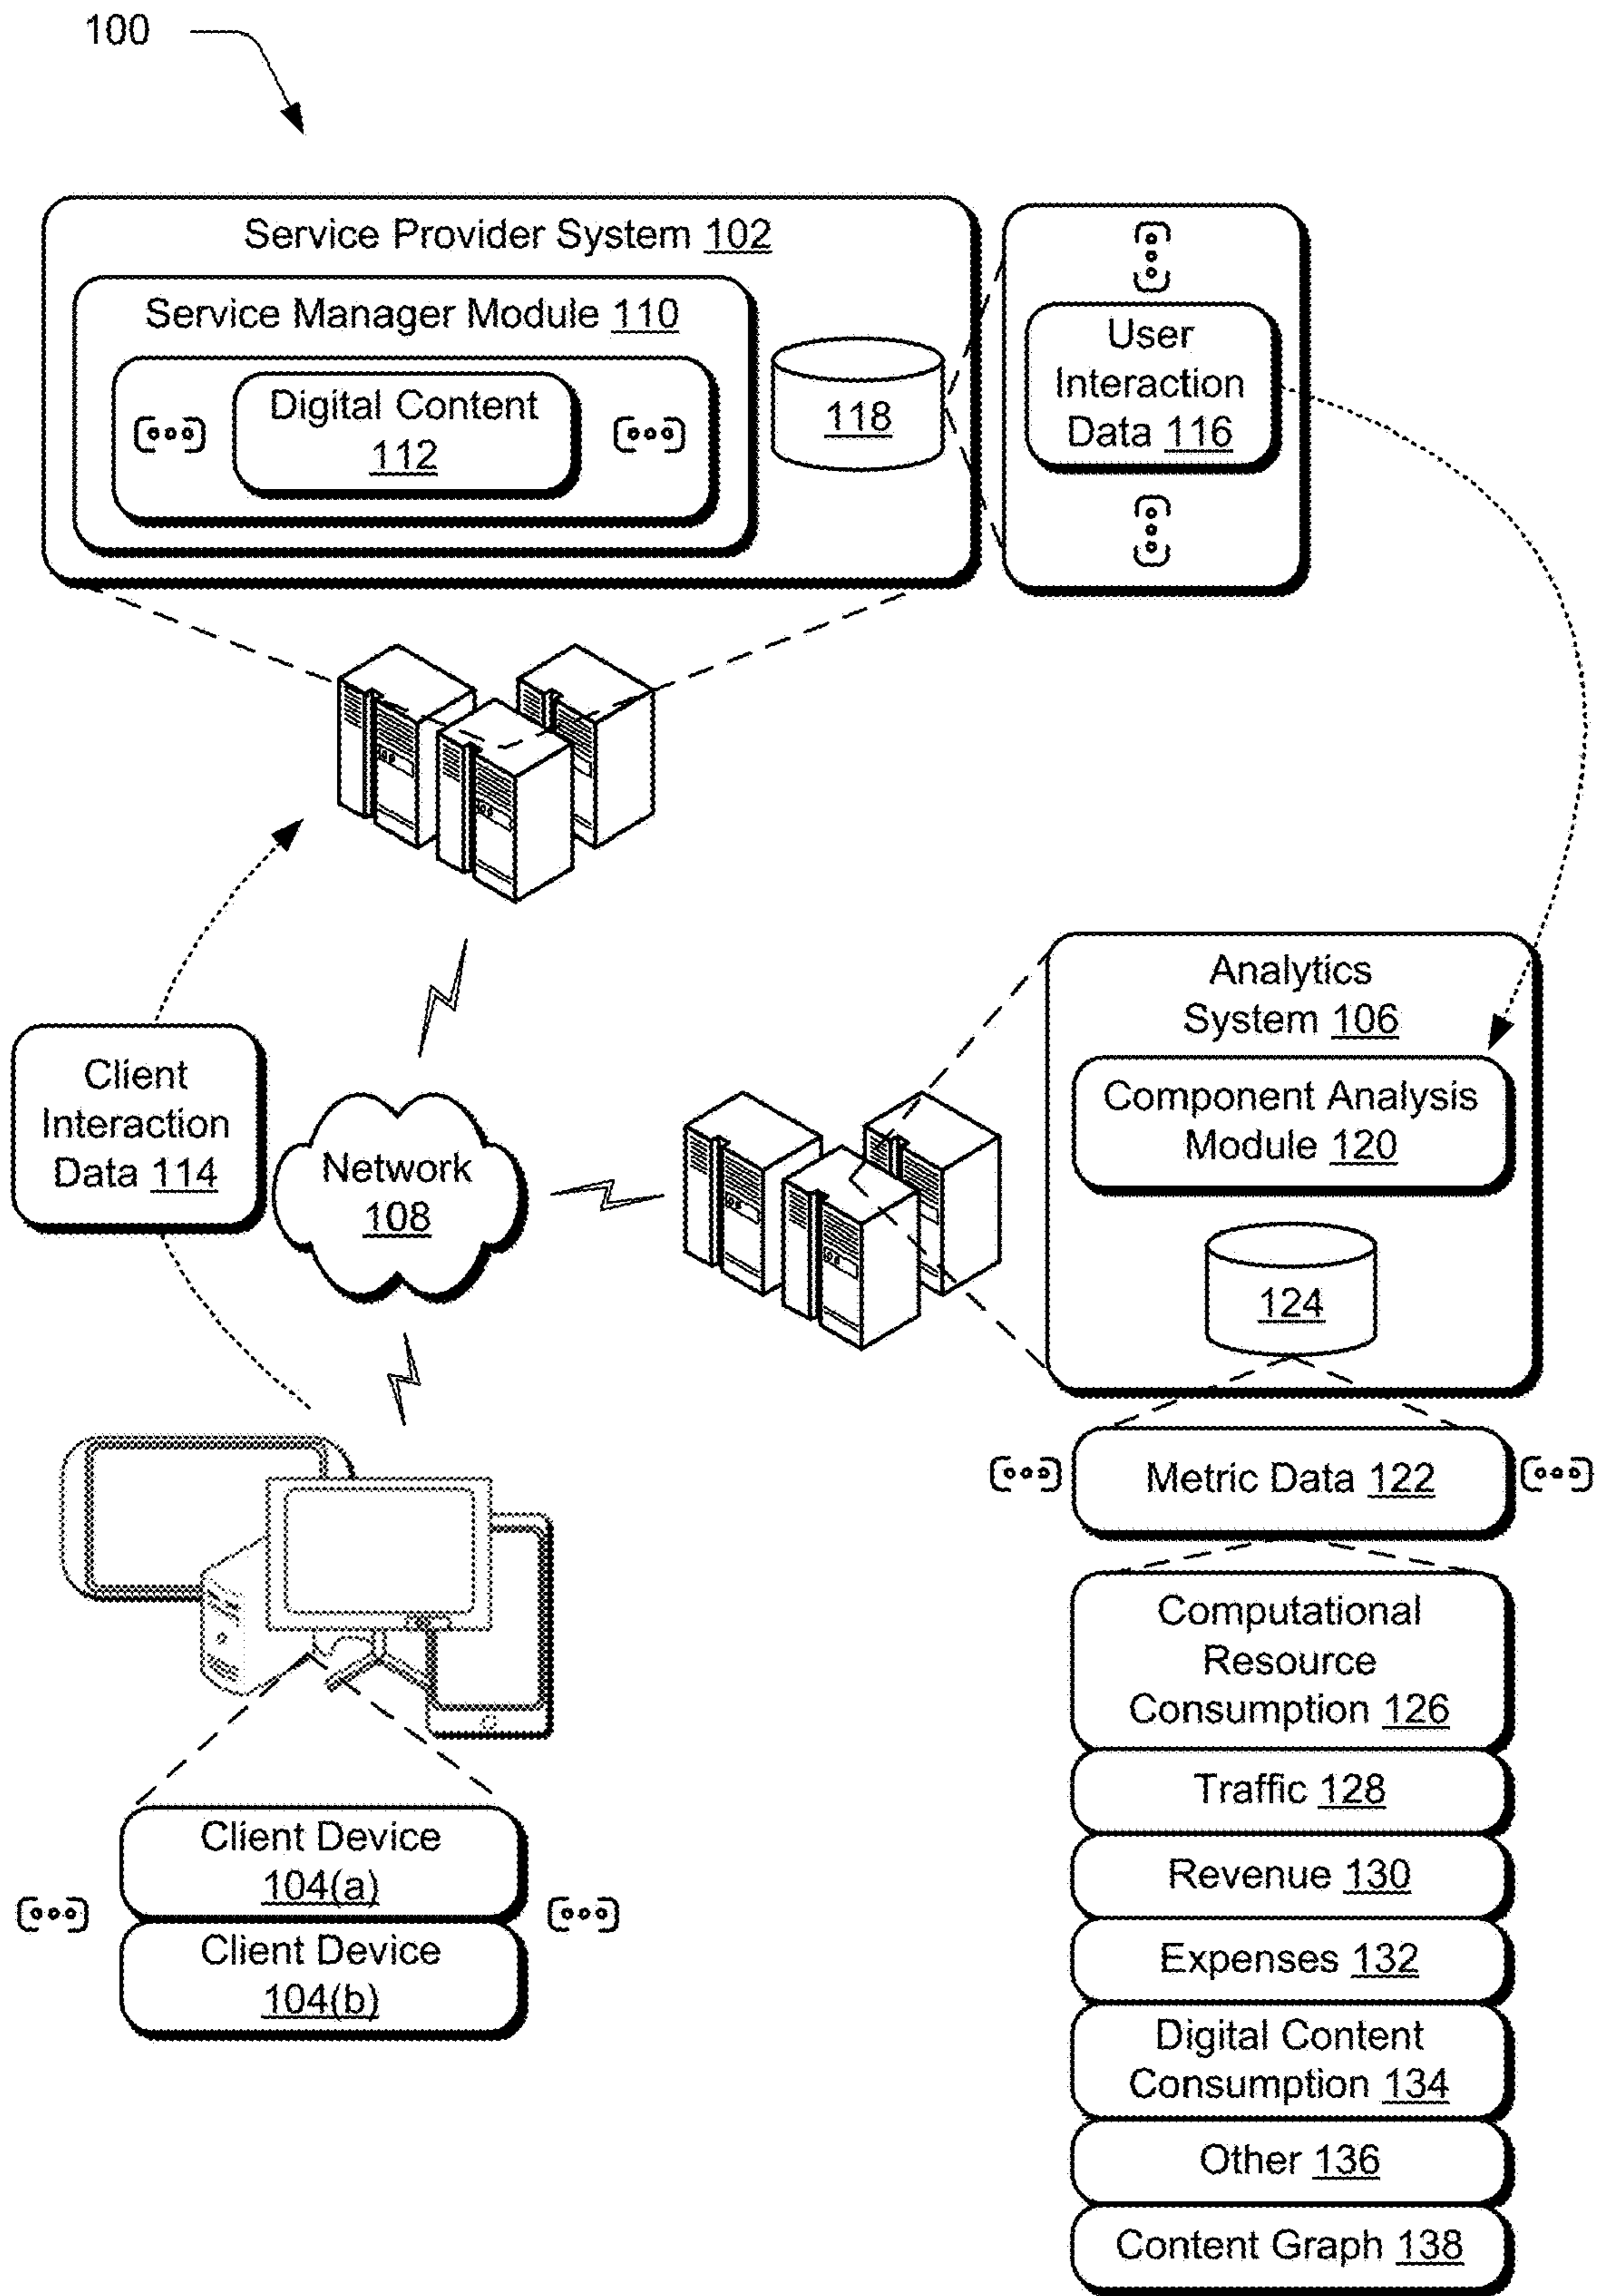 100
Service Provider System 102
Service Manager Module 110
Digital Content
112
118
User
Interaction
Data 116
Client
Interaction
Data 114
Network
108
Analytics
System 106
Component Analysis
Module 120
124
Metric Data 122
Computational
Resource
Consumption 126
Traffic 128
Revenue 130
Expenses 132
Digital Content
Consumption 134
Other 136
Content Graph 138
Client Device
104(a)
Client Device
104(b)